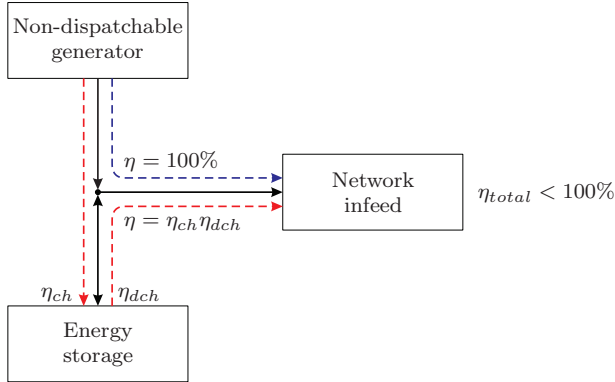 Non-dispatchable
generator
η = 100%
Network
infeed
η_total < 100%
η = η_ch η_dch
η_ch
η_dch
Energy
storage